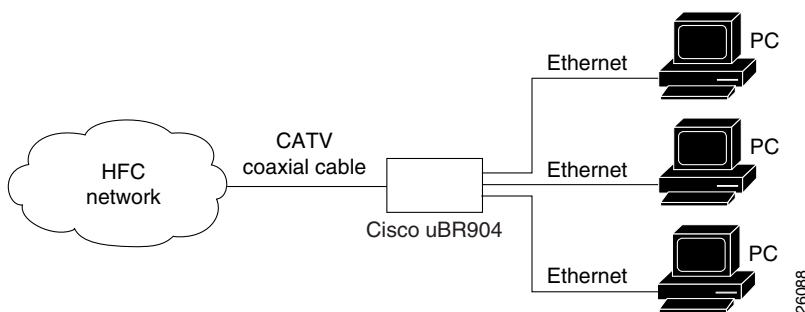 PC
Ethernet
CATV
coaxial cable
HFC
network
Ethernet
PC
Cisco uBR904
Ethernet
PC
26088